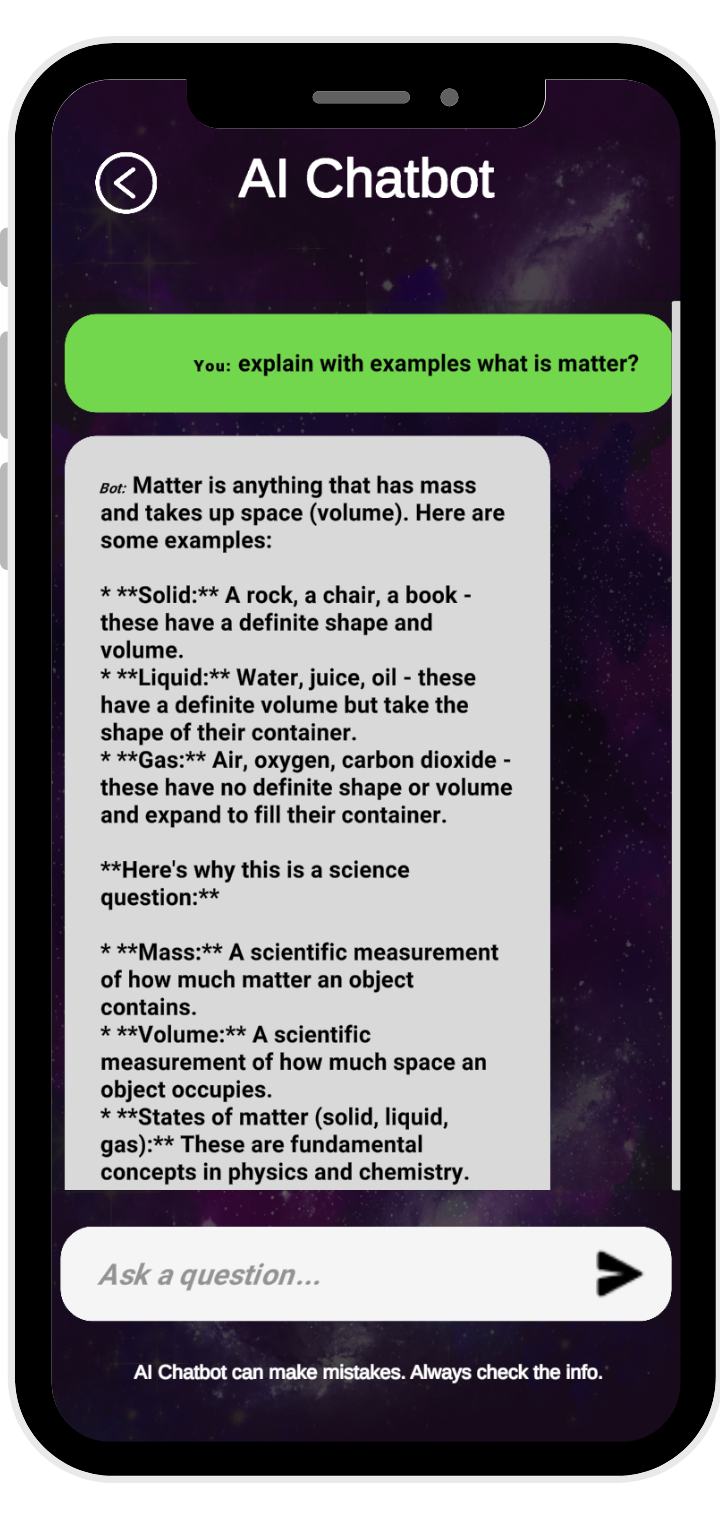 AI Chatbot
You: explain with examples what is matter?
Bot: Matter is anything that has mass
and takes up space (volume). Here are
some examples:
* **Solid:** A rock, a chair, a book -
these have a definite shape and
volume.
* **Liquid:** Water, juice, oil - these
have a definite volume but take the
shape of their container.
* **Gas:** Air, oxygen, carbon dioxide -
these have no definite shape or volume
and expand to fill their container.
**Here's why this is a science
question:**
* **Mass:** A scientific measurement
of how much matter an object
contains.
* **Volume:** A scientific
measurement of how much space an
object occupies.
* **States of matter (solid, liquid,
gas):** These are fundamental
concepts in physics and chemistry.
Ask a question...
AI Chatbot can make mistakes. Always check the info.